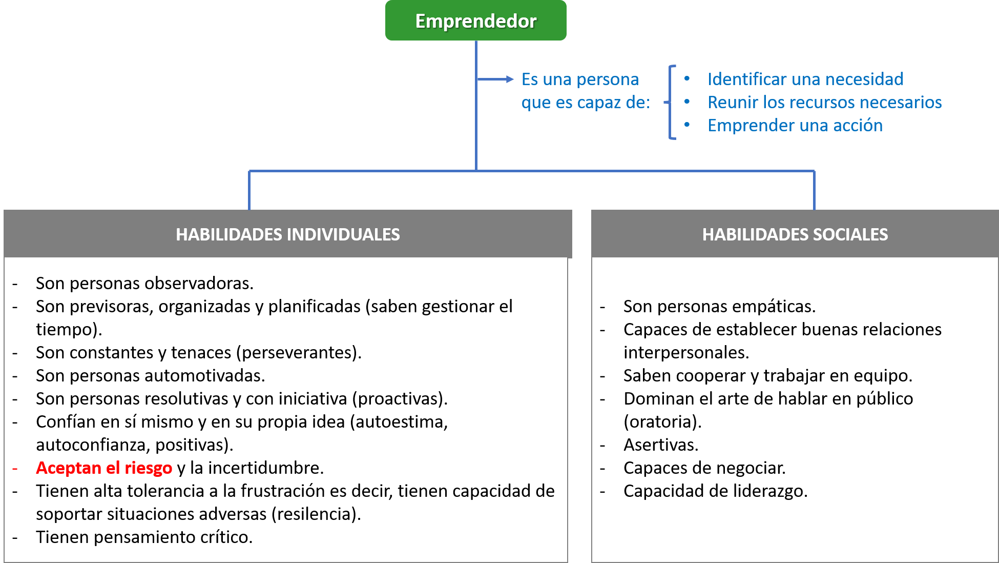 Emprendedor
Es una persona
que es capaz de:
• Identificar una necesidad
• Reunir los recursos necesarios
• Emprender una acción
HABILIDADES INDIVIDUALES
- Son personas observadoras.
- Son previsoras, organizadas y planificadas (saben gestionar el
tiempo).
- Son constantes y tenaces (perseverantes).
- Son personas automotivadas.
- Son personas resolutivas y con iniciativa (proactivas).
- Confían en sí mismo y en su propia idea (autoestima,
autoconfianza, positivas).
- Aceptan el riesgo y la incertidumbre.
- Tienen alta tolerancia a la frustración es decir, tienen capacidad de
soportar situaciones adversas (resilencia).
- Tienen pensamiento crítico.
HABILIDADES SOCIALES
- Son personas empáticas.
- Capaces de establecer buenas relaciones
interpersonales.
- Saben cooperar y trabajar en equipo.
- Dominan el arte de hablar en público
(oratoria).
- Asertivas.
- Capaces de negociar.
- Capacidad de liderazgo.